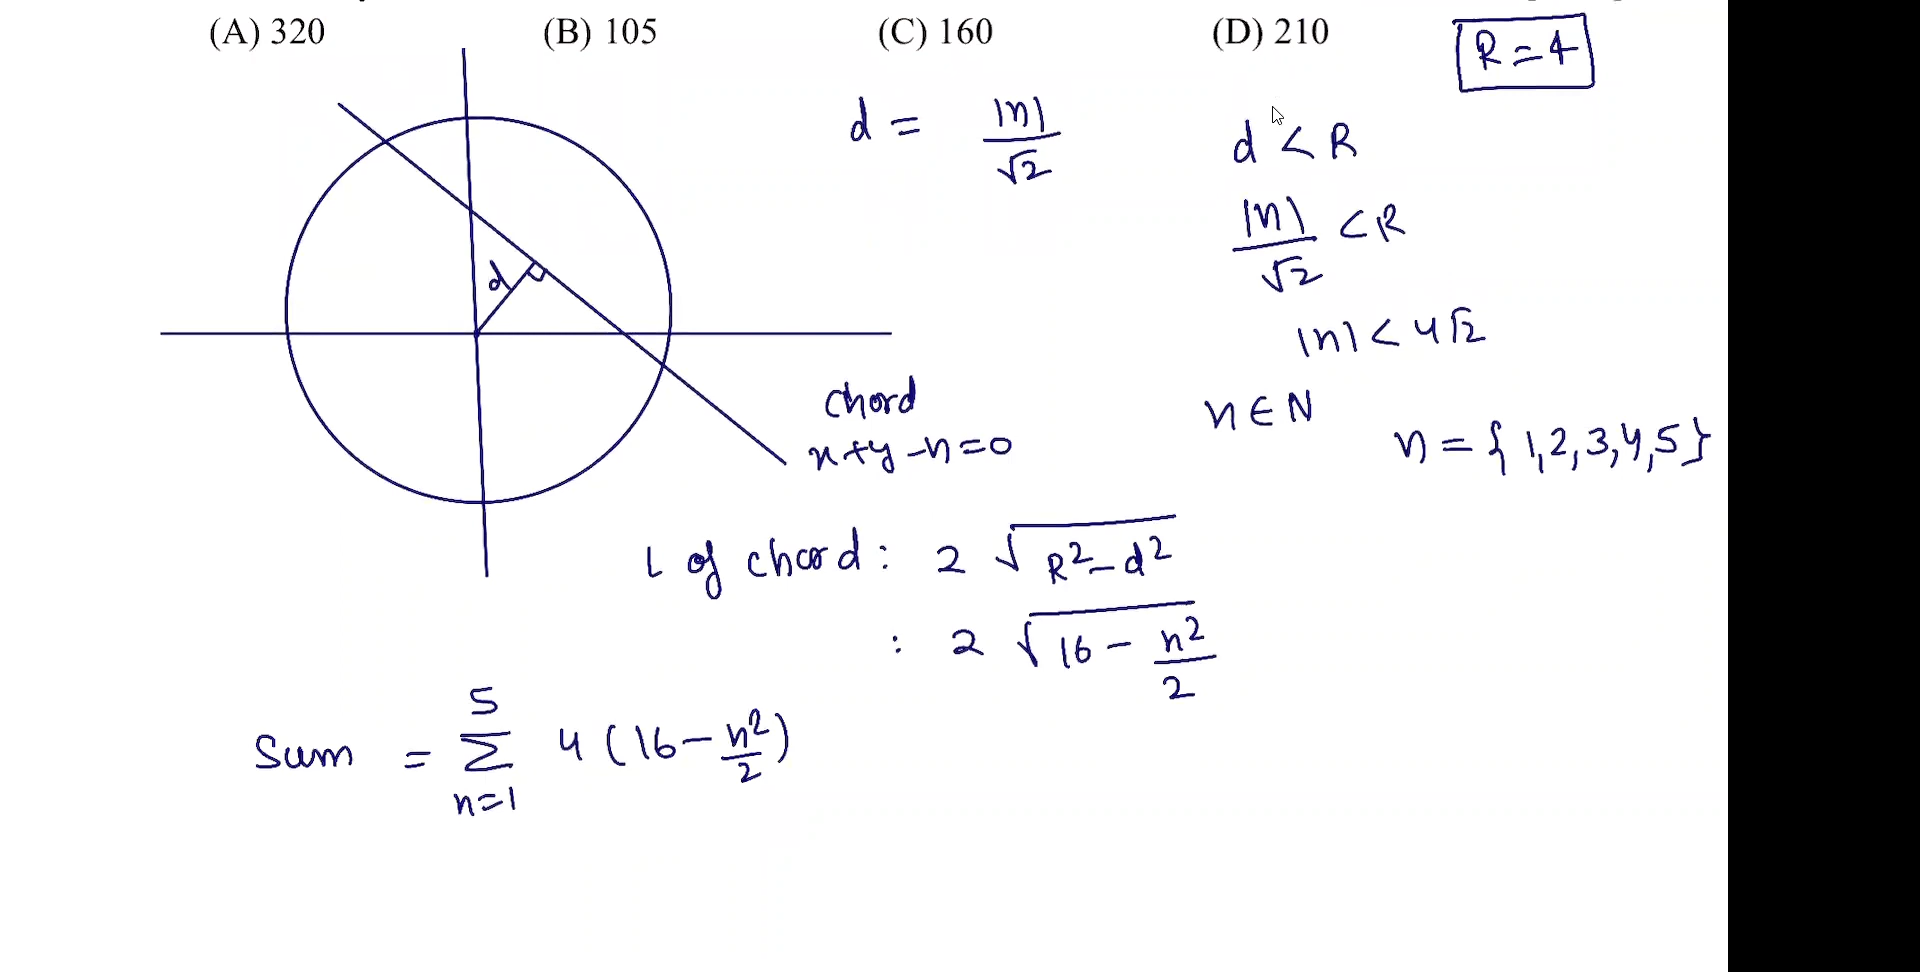 (A) 320 (B) 105 (C) 160 (D) 210
R = 4
d = |n| / √2
d < R
|n| / √2 < R
|n| < 4√2
n ∈ N
n = { 1,2,3,4,5 }
d
chord
x+y-n=0
L of chord : 2 √(R²-d²)
: 2 √(16 - n²/2)
Sum = 5 Σ n=1 4 (16 - n²/2)